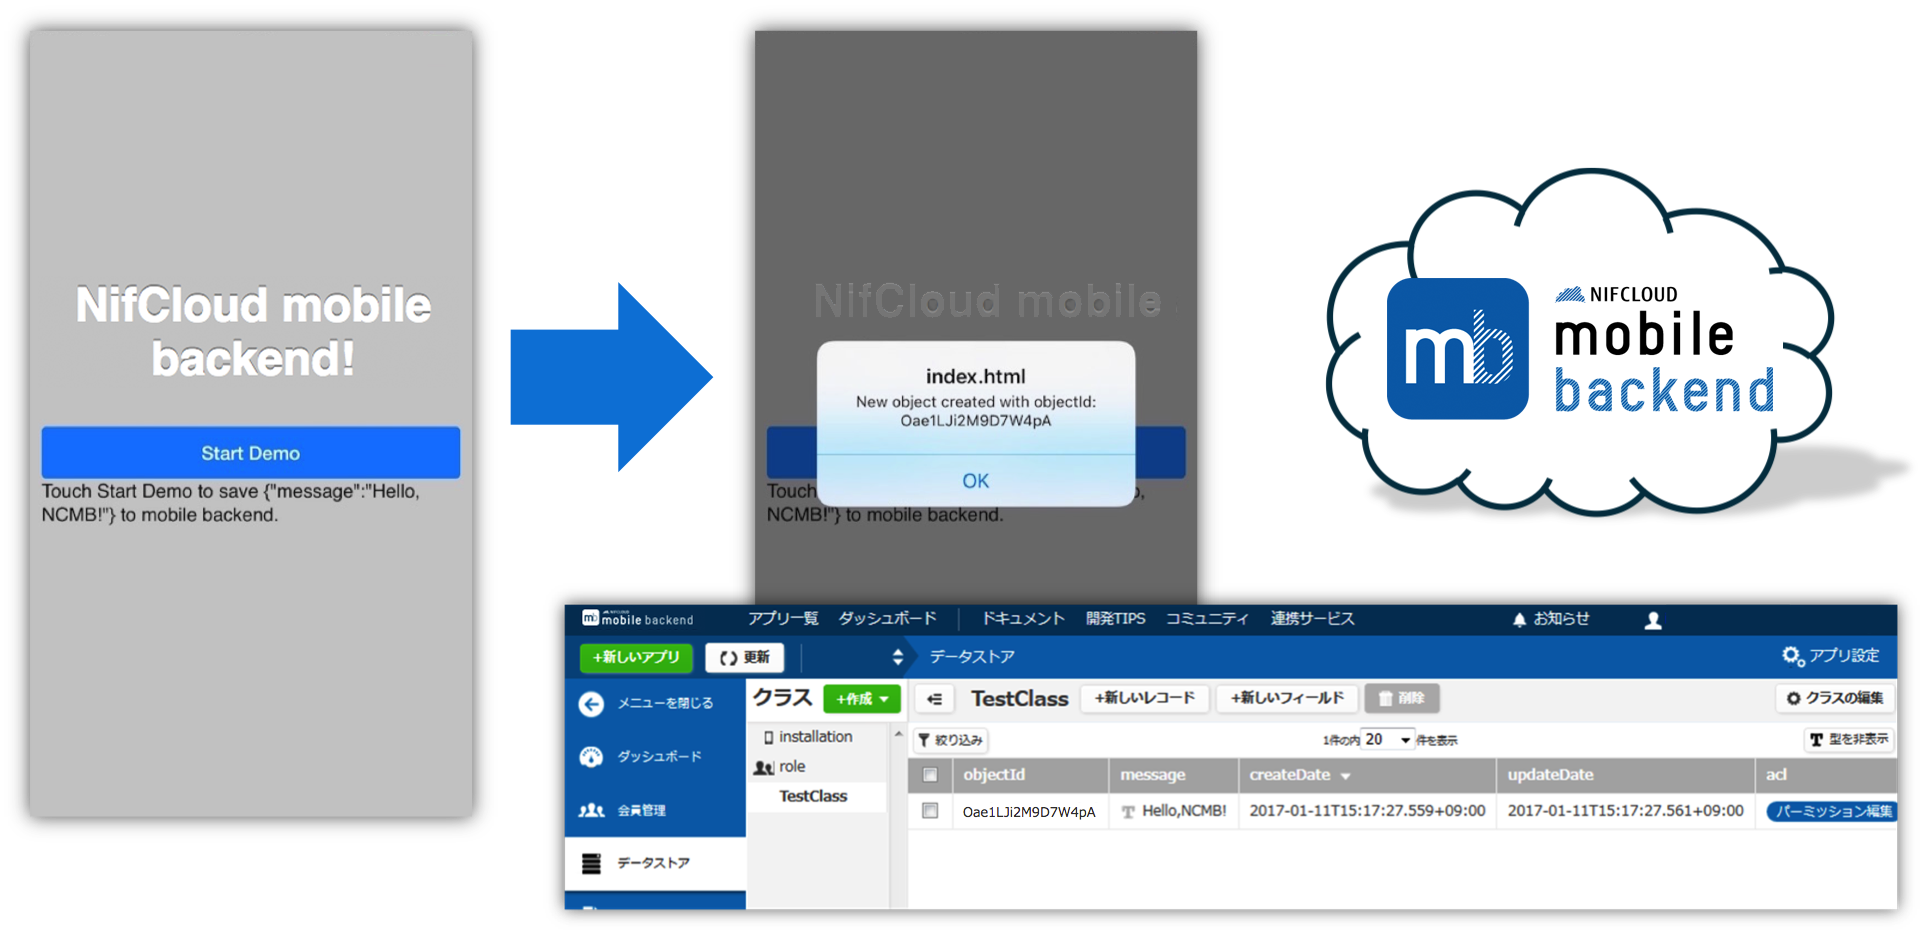 NifCloud mobile
backend!
Start Demo
Touch Start Demo to save {"message":"Hello,
NCMB!"} to mobile backend.
NifCloud mobile
index.html
New object created with objectId:
Oae1LJi2M9D7W4pA
OK
Touch
NCMB!"} to mobile backend.
mb
NIFCLOUD
mobile
backend
mb NIFCLOUD mobile backend アプリ一覧 ダッシュボード ドキュメント 開発TIPS コミュニティ 連携サービス お知らせ
+新しいアプリ 更新 データストア アプリ設定
メニューを閉じる
ダッシュボード
会員管理
データストア
クラス +作成
installation
role
TestClass
TestClass +新しいレコード +新しいフィールド 削除 クラスの編集
絞り込み 1件の内 20 件を表示 T 型を非表示
objectId message createDate updateDate acl
Oae1LJi2M9D7W4pA T Hello,NCMB! 2017-01-11T15:17:27.559+09:00 2017-01-11T15:17:27.561+09:00 パーミッション編集